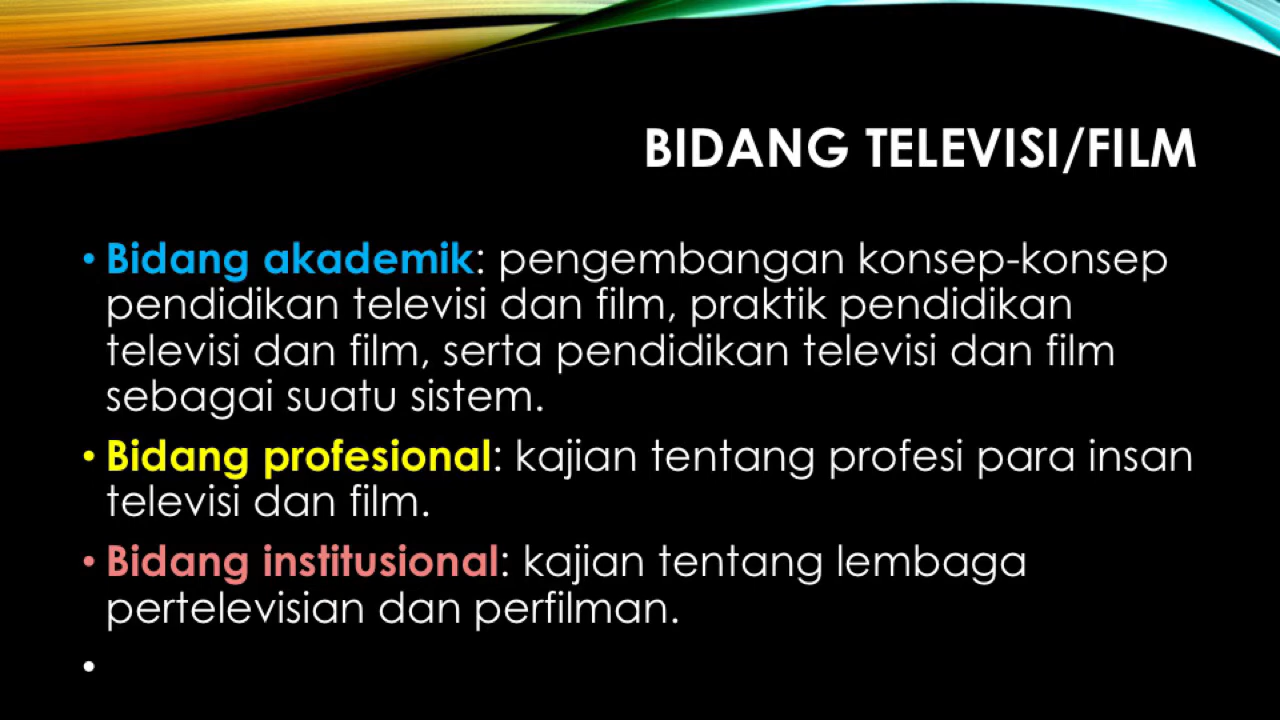 BIDANG TELEVISI/FILM
• Bidang akademik: pengembangan konsep-konsep
pendidikan televisi dan film, praktik pendidikan
televisi dan film, serta pendidikan televisi dan film
sebagai suatu sistem.
• Bidang profesional: kajian tentang profesi para insan
televisi dan film.
• Bidang institusional: kajian tentang lembaga
pertelevisian dan perfilman.
•